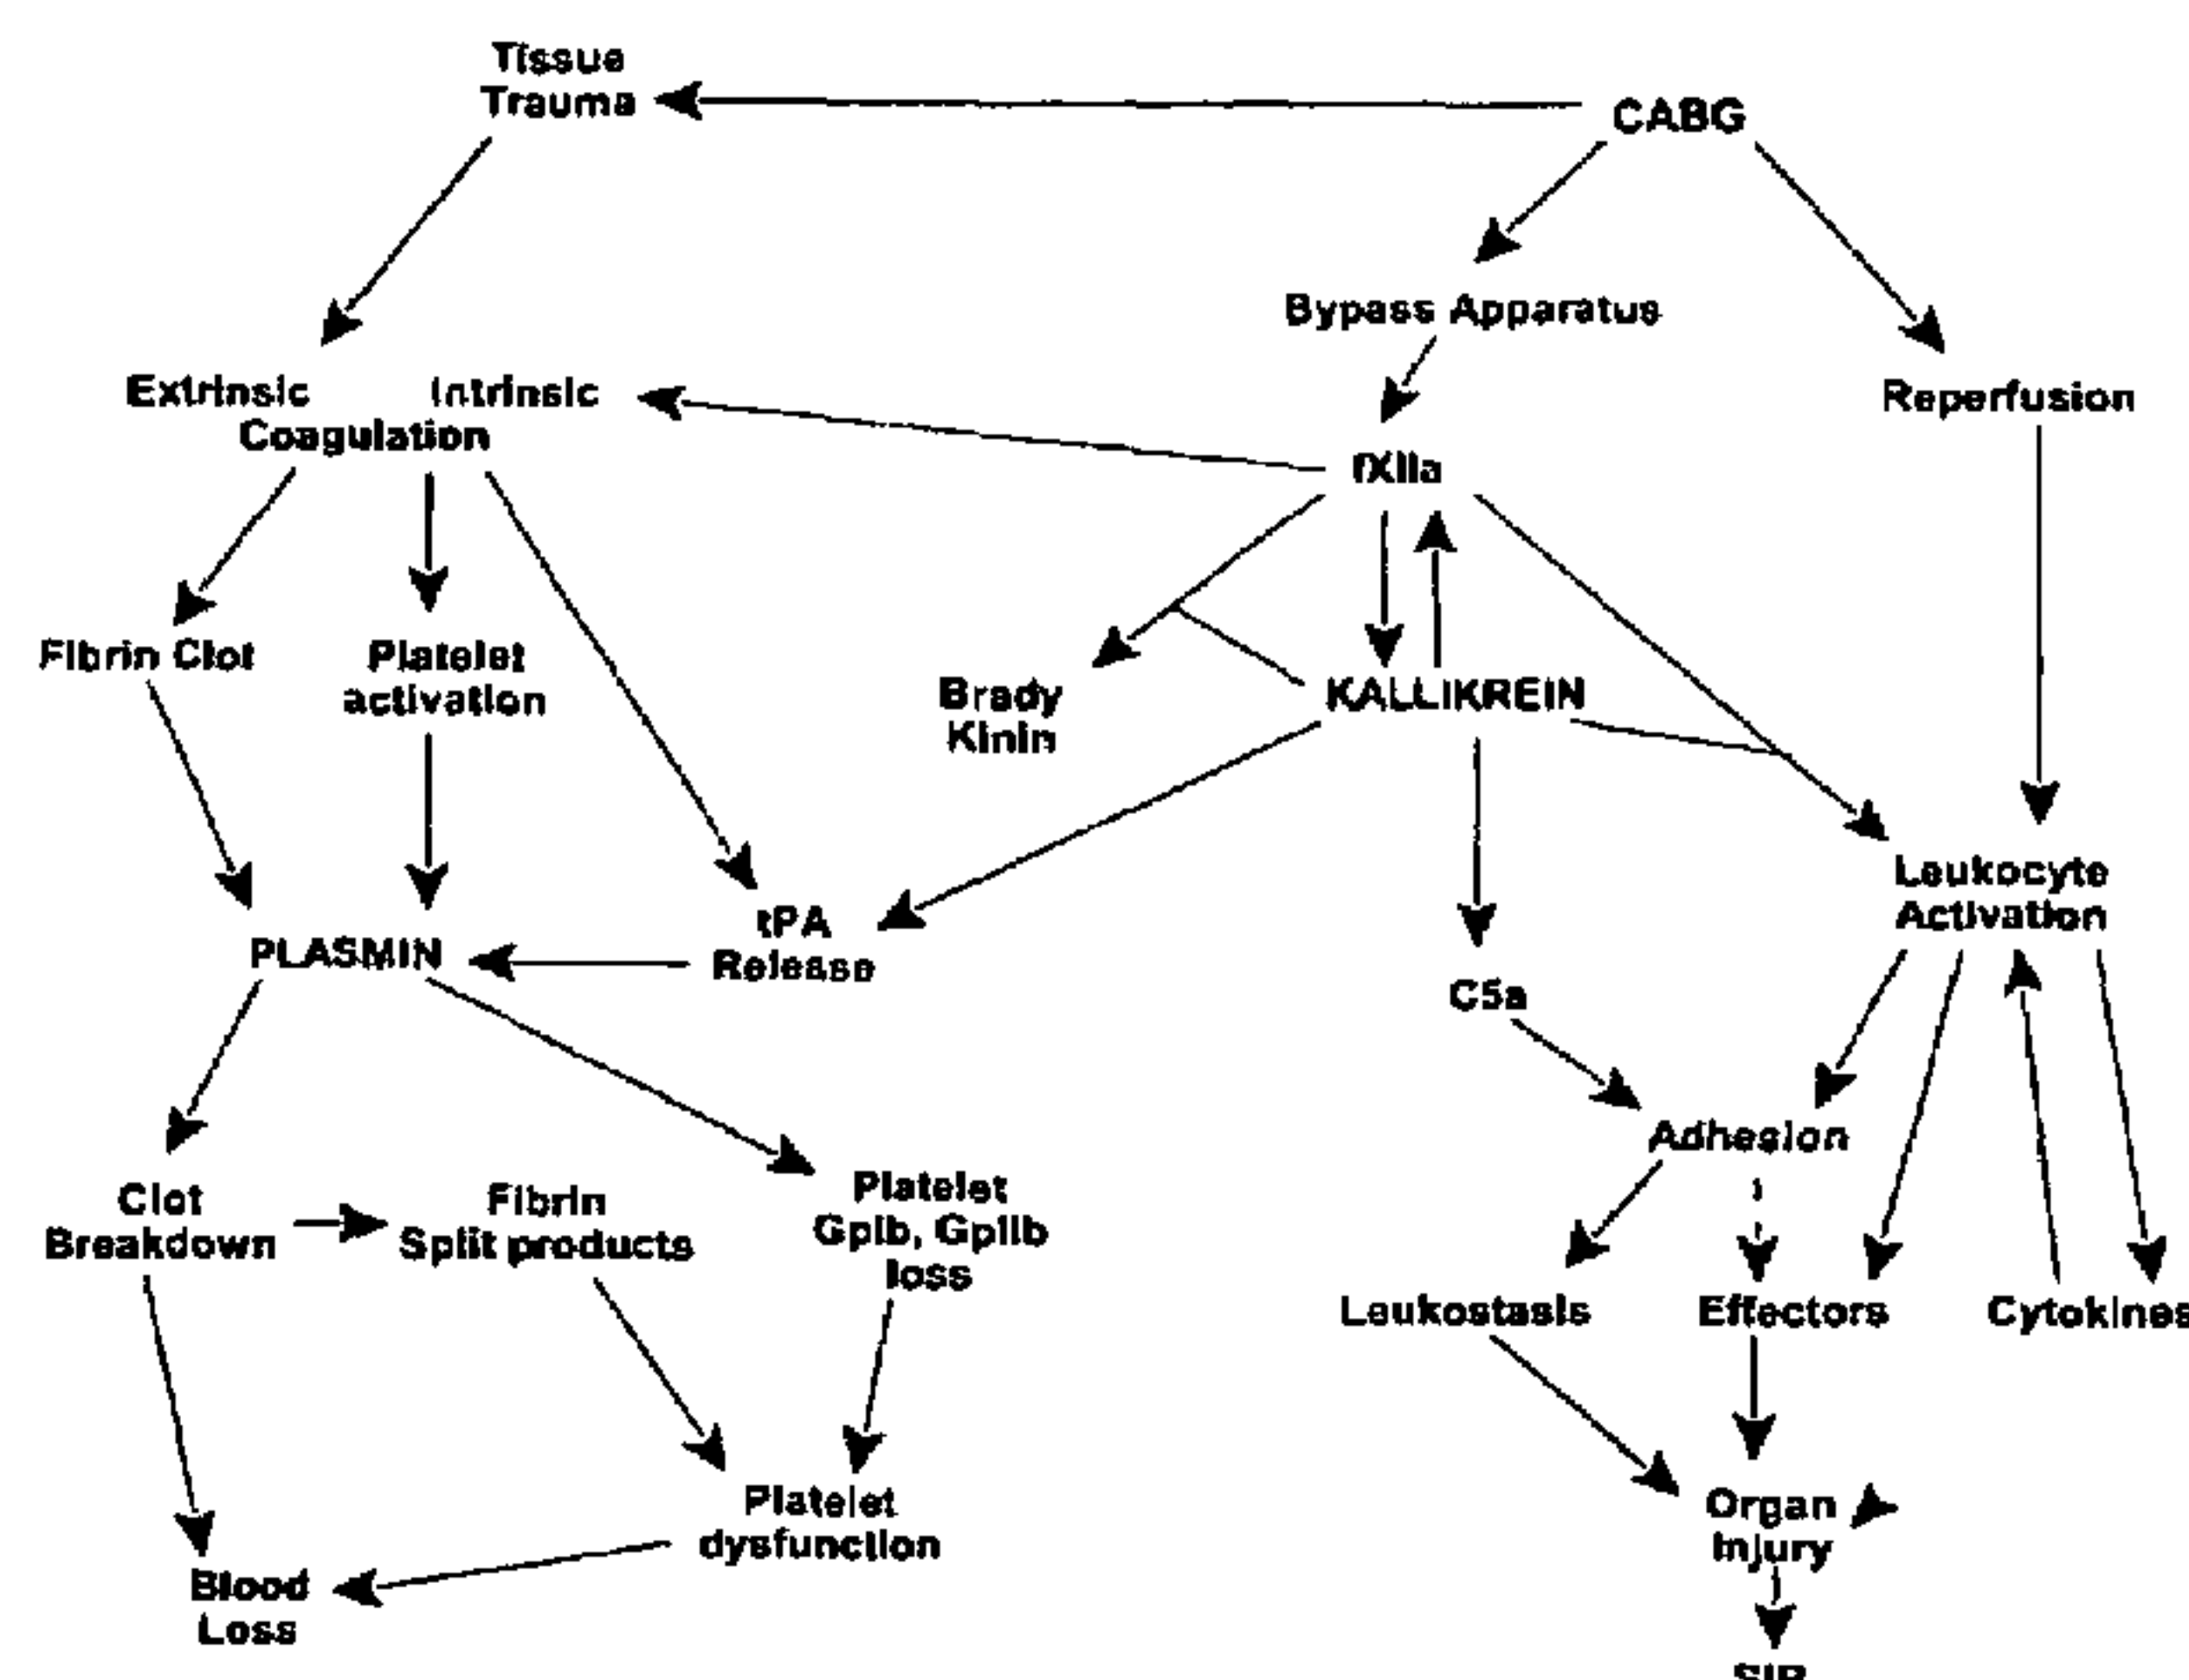 Tissue
Trauma
CABG
Bypass Apparatus
Extrinsic Intrinsic
Coagulation
Reperfusion
fXIIa
Fibrin Clot
Platelet
activation
Brady
Kinin
KALLIKREIN
Leukocyte
Activation
tPA
Release
PLASMIN
C5a
Adhesion
Clot
Breakdown
Fibrin
Split products
Platelet
GpIb, GpIIb
loss
Leukostasis
Effectors
Cytokines
Platelet
dysfunction
Organ
Injury
Blood
Loss
SIR